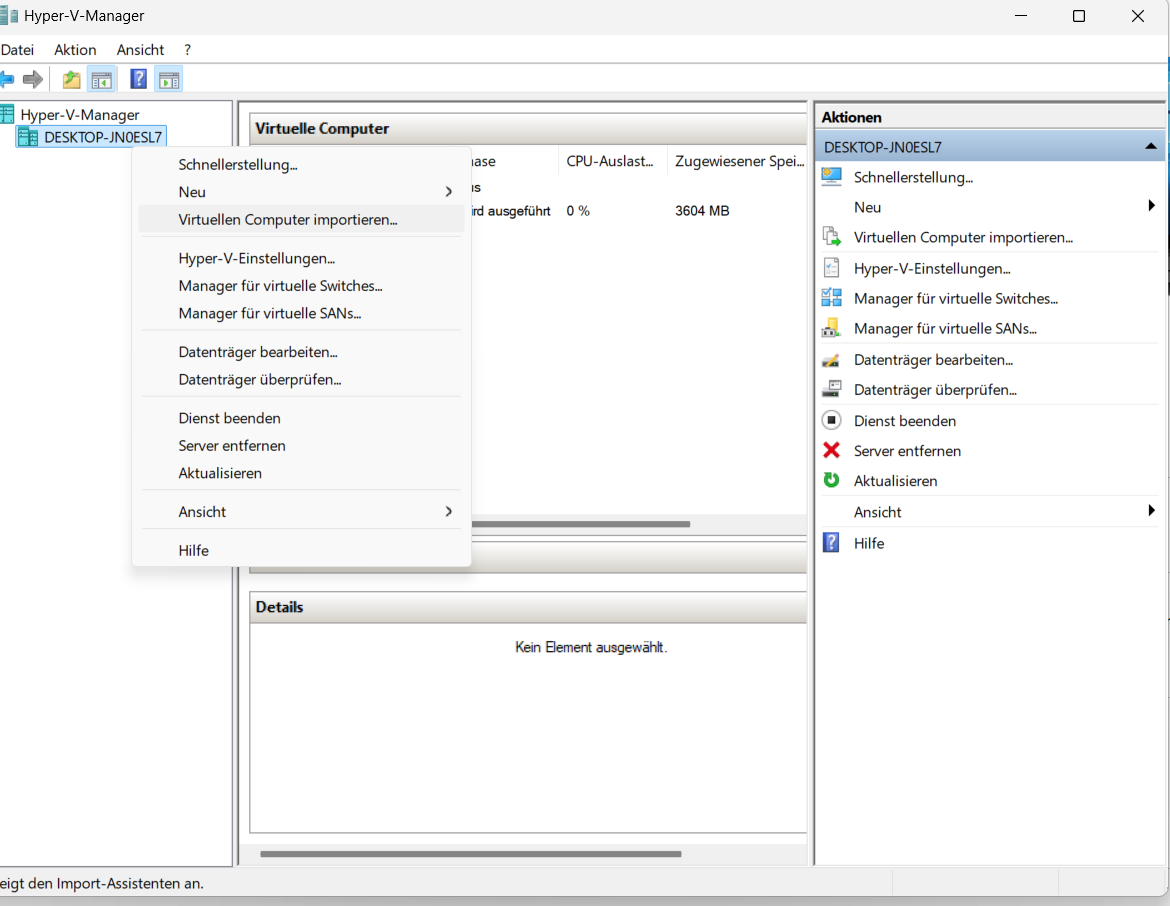 Hyper-V-Manager
Datei Aktion Ansicht ?
Hyper-V-Manager
DESKTOP-JN0ESL7
Schnellerstellung...
Neu
Virtuellen Computer importieren...
Hyper-V-Einstellungen...
Manager für virtuelle Switches...
Manager für virtuelle SANs...
Datenträger bearbeiten...
Datenträger überprüfen...
Dienst beenden
Server entfernen
Aktualisieren
Ansicht
Hilfe
Virtuelle Computer
CPU-Auslast... Zugewiesener Spei...
ausgeführt 0 % 3604 MB
Details
Kein Element ausgewählt.
Aktionen
DESKTOP-JN0ESL7
Schnellerstellung...
Neu
Virtuellen Computer importieren...
Hyper-V-Einstellungen...
Manager für virtuelle Switches...
Manager für virtuelle SANs...
Datenträger bearbeiten...
Datenträger überprüfen...
Dienst beenden
Server entfernen
Aktualisieren
Ansicht
Hilfe
eigt den Import-Assistenten an.